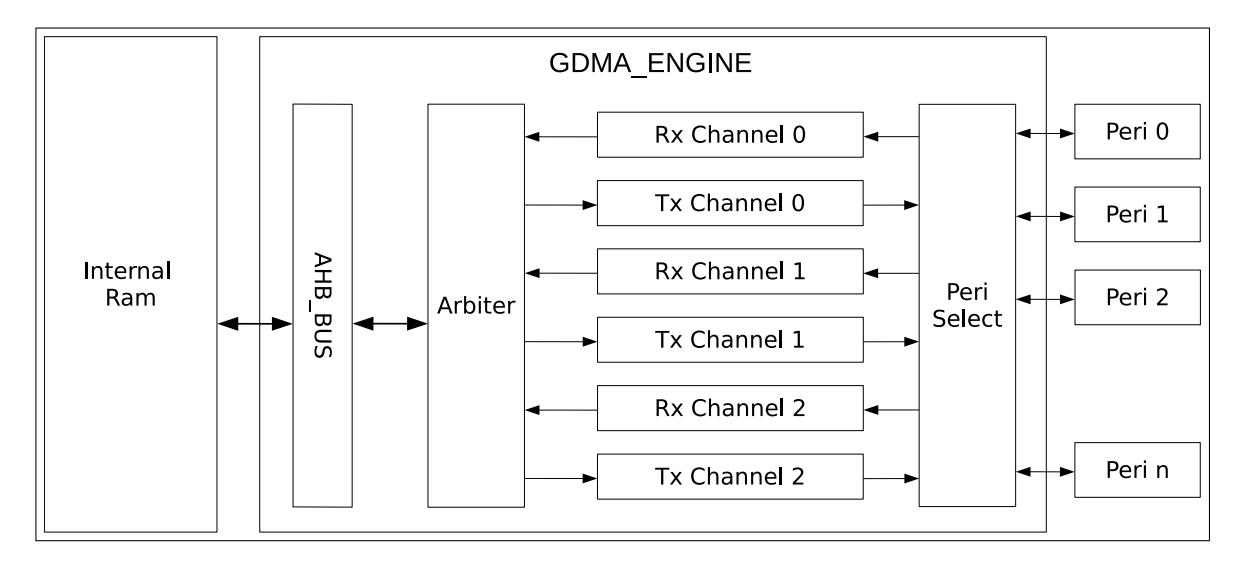 GDMA_ENGINE
Internal
Ram
AHB_BUS
Arbiter
Rx Channel 0
Tx Channel 0
Rx Channel 1
Tx Channel 1
Rx Channel 2
Tx Channel 2
Peri
Select
Peri 0
Peri 1
Peri 2
Peri n